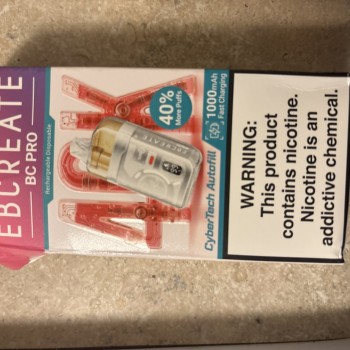 EBCREATE
BC PRO
Rechargeable Disposable
40K
40%
More Puffs
1000mAh
Fast Charging
CyberTech Autofill
WARNING:
This product
contains nicotine.
Nicotine is an
addictive chemical.